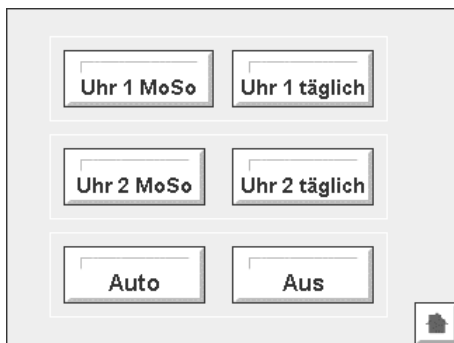 Uhr 1 MoSo
Uhr 1 täglich
Uhr 2 MoSo
Uhr 2 täglich
Auto
Aus